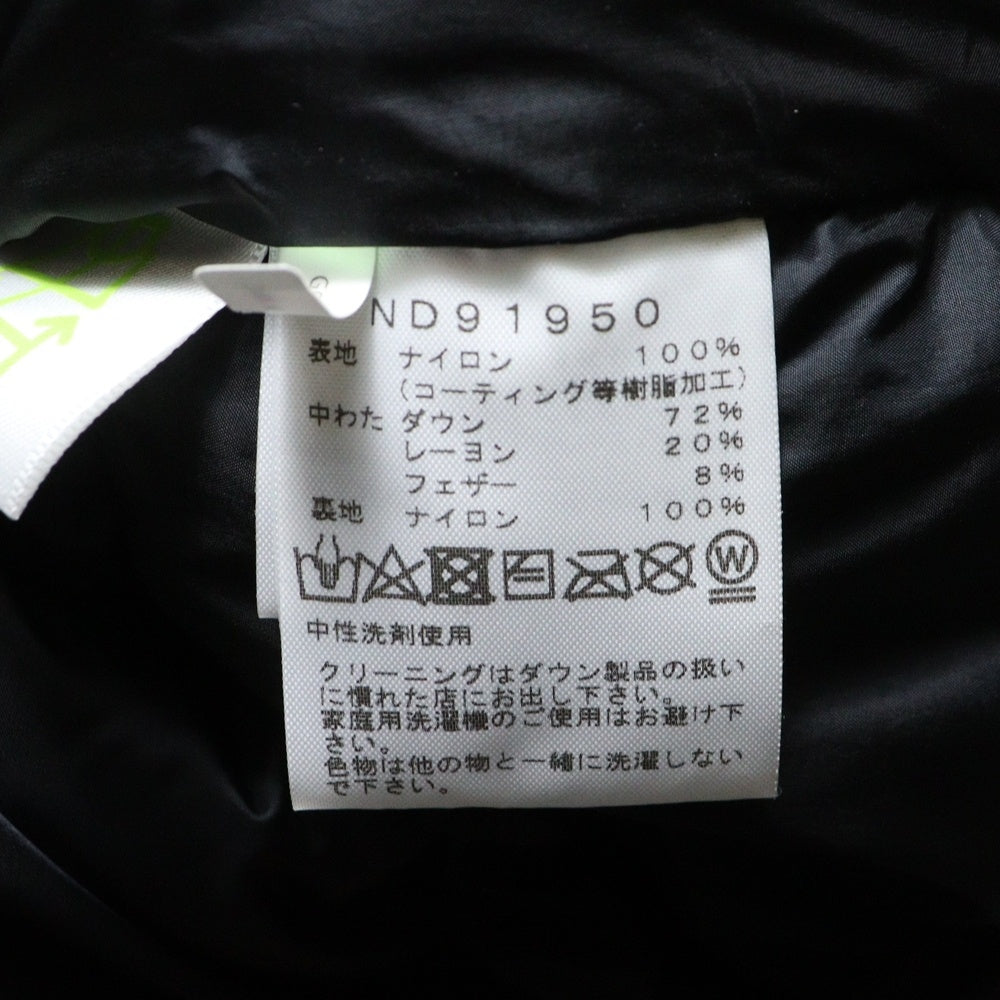 G
ND91950
表地 ナイロン 100%
(コーティング等樹脂加工)
中わた ダウン 72%
レーヨン 20%
フェザー 8%
裏地 ナイロン 100%
W
中性洗剤使用
クリーニングはダウン製品の扱い
に慣れた店にお出し下さい。
家庭用洗濯機のご使用はお避け下
さい。
色物は他の物と一緒に洗濯しない
で下さい。